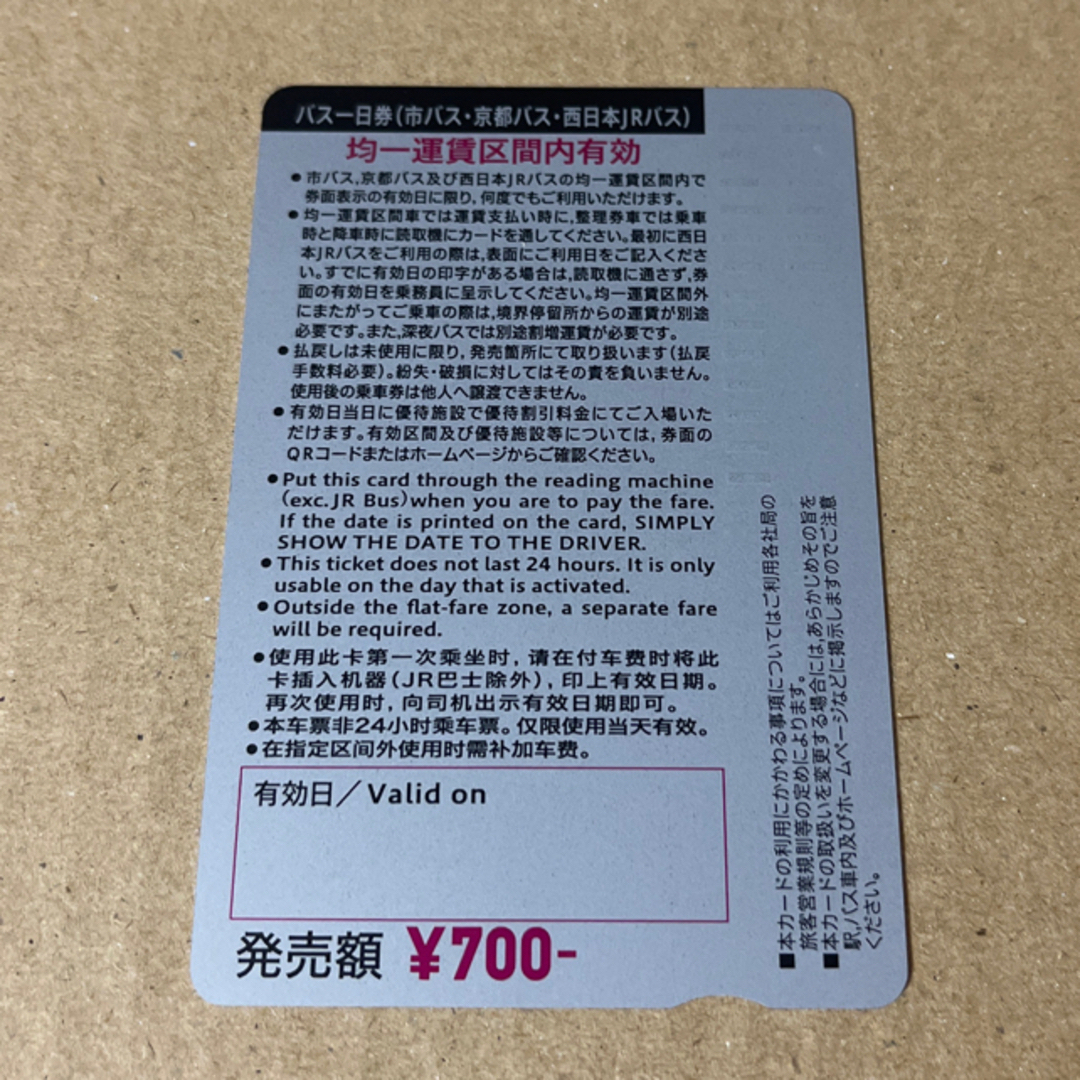 バス一日券(市バス・京都バス・西日本JRバス)
均一運賃区間内有効
●市バス,京都バス及び西日本JRバスの均一運賃区間内で
券面表示の有効日に限り,何度でもご利用いただけます。
●均一運賃区間車では運賃支払い時に,整理券車では乗車
時と降車時に読取機にカードを通してください。最初に西日
本JRバスをご利用の際は,表面にご利用日をご記入くださ
い。すでに有効日の印字がある場合は,読取機に通さず,券
面の有効日を乗務員に呈示してください。均一運賃区間外
にまたがってご乗車の際は,境界停留所からの運賃が別途
必要です。また,深夜バスでは別途割増運賃が必要です。
●払戻しは未使用に限り,発売箇所にて取り扱います(払戻
手数料必要)。紛失・破損に対してはその責を負いません。
使用後の乗車券は他人へ譲渡できません。
●有効日当日に優待施設で優待割引料金にてご入場いた
だけます。有効区間及び優待施設等については,券面の
QRコードまたはホームページからご確認ください。
●Put this card through the reading machine
(exc.JR Bus)when you are to pay the fare.
If the date is printed on the card, SIMPLY
SHOW THE DATE TO THE DRIVER.
●This ticket does not last 24 hours. It is only
usable on the day that is activated.
●Outside the flat-fare zone, a separate fare
will be required.
●使用此卡第一次乘坐时,请在付车费时将此
卡插入机器(JR巴士除外),印上有效日期。
再次使用时,向司机出示有效日期即可。
●本车票非24小时乘车票。仅限使用当天有效。
●在指定区间外使用时需补加车费。
有効日/Valid on
発売額 ¥700-
■本カードの利用にかかわる事項についてはご利用各社局の
旅客営業規則等の定めによります。
■本カードの取扱いを変更する場合には,あらかじめその旨を
駅,バス車内及びホームページなどに掲示しますのでご注意
ください。